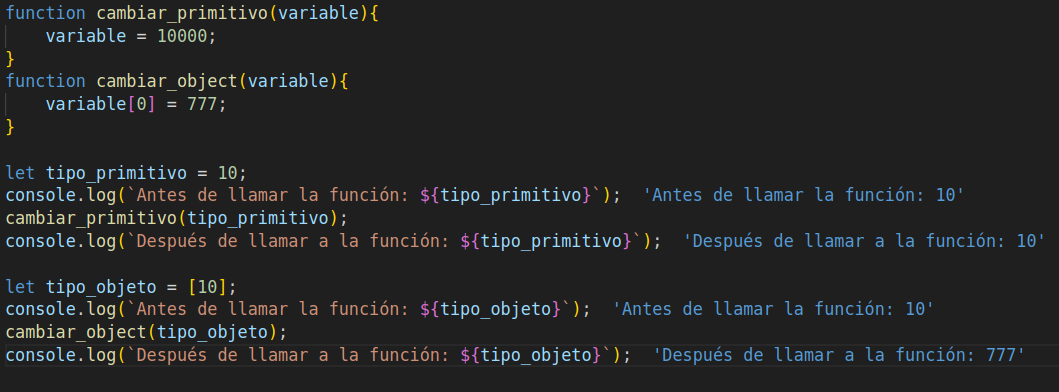 function cambiar_primitivo(variable){
    variable = 10000;
}
function cambiar_object(variable){
    variable[0] = 777;
}

let tipo_primitivo = 10;
console.log(`Antes de llamar la función: ${tipo_primitivo}`);  'Antes de llamar la función: 10'
cambiar_primitivo(tipo_primitivo);
console.log(`Después de llamar a la función: ${tipo_primitivo}`);  'Después de llamar a la función: 10'

let tipo_objeto = [10];
console.log(`Antes de llamar la función: ${tipo_objeto}`);  'Antes de llamar la función: 10'
cambiar_object(tipo_objeto);
console.log(`Después de llamar a la función: ${tipo_objeto}`);  'Después de llamar a la función: 777'